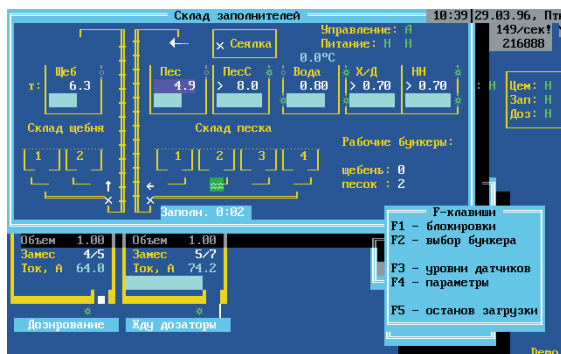 Склад заполнителей
10:39 29.03.96, Птн
149/сек!
216888
Управление: А
Питание: Н Н
× Сеялка
0.0°C
Щеб
Пес
ПесС
Вода
Х/Д
НН
т: 6.3
4.9
> 8.0
0.80
> 0.70
> 0.70
: Н
Цем: Н
Зап: Н
Доз: Н
Склад щебня
Склад песка
Рабочие бункеры:
1 2
1 2 3 4
щебень: 0
песок : 2
Заполн. 0:02
F-клавиши
F1 - блокировки
F2 - выбор бункера
F3 - уровни датчиков
F4 - параметры
F5 - останов загрузки
Объем 1.00
Замес 4/5
Ток, А 64.0
Объем 1.00
Замес 5/7
Ток, А 74.2
Дозирование
Жду дозаторы
Demo